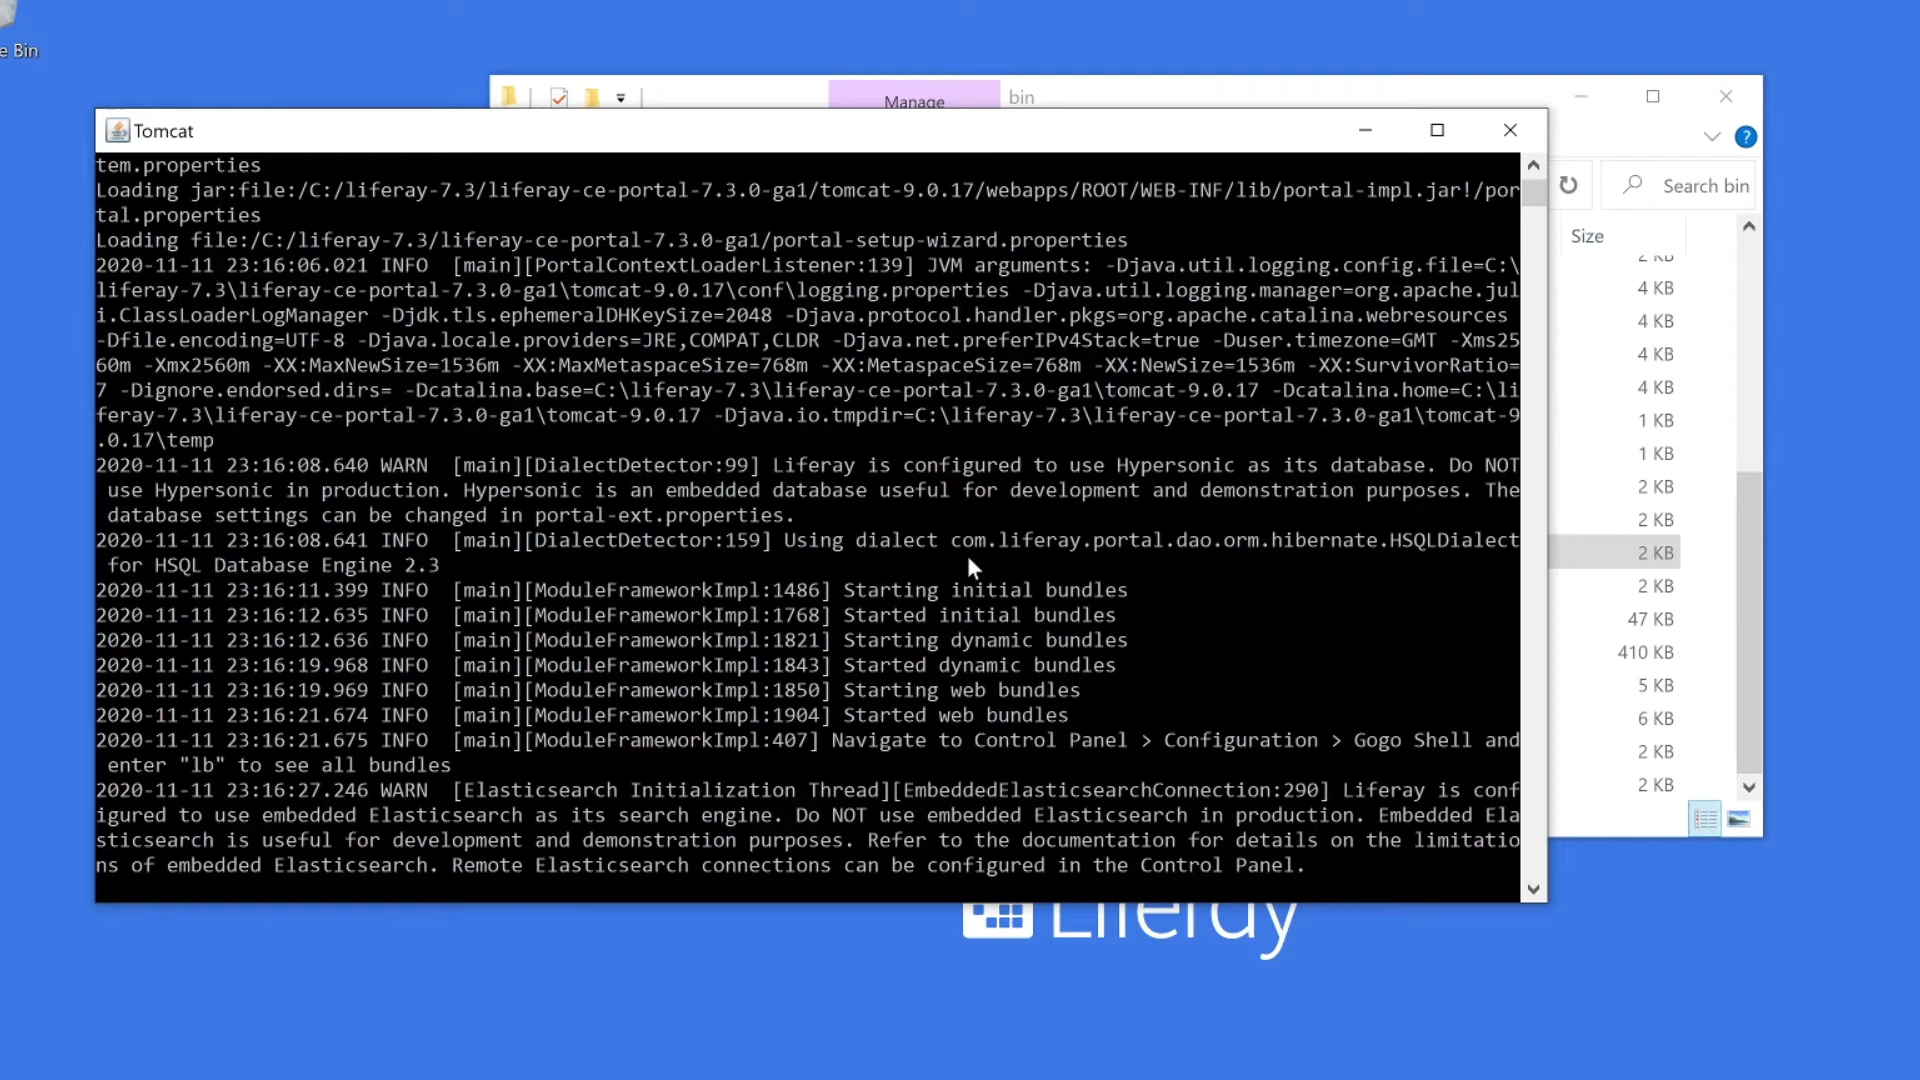 e Bin
Manage
bin
Tomcat
Search bin
Size
tem.properties
Loading jar:file:/C:/liferay-7.3/liferay-ce-portal-7.3.0-ga1/tomcat-9.0.17/webapps/ROOT/WEB-INF/lib/portal-impl.jar!/por
tal.properties
Loading file:/C:/liferay-7.3/liferay-ce-portal-7.3.0-ga1/portal-setup-wizard.properties
2020-11-11 23:16:06.021 INFO  [main][PortalContextLoaderListener:139] JVM arguments: -Djava.util.logging.config.file=C:\
liferay-7.3\liferay-ce-portal-7.3.0-ga1\tomcat-9.0.17\conf\logging.properties -Djava.util.logging.manager=org.apache.jul
i.ClassLoaderLogManager -Djdk.tls.ephemeralDHKeySize=2048 -Djava.protocol.handler.pkgs=org.apache.catalina.webresources
-Dfile.encoding=UTF-8 -Djava.locale.providers=JRE,COMPAT,CLDR -Djava.net.preferIPv4Stack=true -Duser.timezone=GMT -Xms25
60m -Xmx2560m -XX:MaxNewSize=1536m -XX:MaxMetaspaceSize=768m -XX:MetaspaceSize=768m -XX:NewSize=1536m -XX:SurvivorRatio=
7 -Dignore.endorsed.dirs= -Dcatalina.base=C:\liferay-7.3\liferay-ce-portal-7.3.0-ga1\tomcat-9.0.17 -Dcatalina.home=C:\li
feray-7.3\liferay-ce-portal-7.3.0-ga1\tomcat-9.0.17 -Djava.io.tmpdir=C:\liferay-7.3\liferay-ce-portal-7.3.0-ga1\tomcat-9
.0.17\temp
2020-11-11 23:16:08.640 WARN  [main][DialectDetector:99] Liferay is configured to use Hypersonic as its database. Do NOT
use Hypersonic in production. Hypersonic is an embedded database useful for development and demonstration purposes. The
database settings can be changed in portal-ext.properties.
2020-11-11 23:16:08.641 INFO  [main][DialectDetector:159] Using dialect com.liferay.portal.dao.orm.hibernate.HSQLDialect
for HSQL Database Engine 2.3
2020-11-11 23:16:11.399 INFO  [main][ModuleFrameworkImpl:1486] Starting initial bundles
2020-11-11 23:16:12.635 INFO  [main][ModuleFrameworkImpl:1768] Started initial bundles
2020-11-11 23:16:12.636 INFO  [main][ModuleFrameworkImpl:1821] Starting dynamic bundles
2020-11-11 23:16:19.968 INFO  [main][ModuleFrameworkImpl:1843] Started dynamic bundles
2020-11-11 23:16:19.969 INFO  [main][ModuleFrameworkImpl:1850] Starting web bundles
2020-11-11 23:16:21.674 INFO  [main][ModuleFrameworkImpl:1904] Started web bundles
2020-11-11 23:16:21.675 INFO  [main][ModuleFrameworkImpl:407] Navigate to Control Panel > Configuration > Gogo Shell and
enter "lb" to see all bundles
2020-11-11 23:16:27.246 WARN  [Elasticsearch Initialization Thread][EmbeddedElasticsearchConnection:290] Liferay is conf
igured to use embedded Elasticsearch as its search engine. Do NOT use embedded Elasticsearch in production. Embedded Ela
sticsearch is useful for development and demonstration purposes. Refer to the documentation for details on the limitatio
ns of embedded Elasticsearch. Remote Elasticsearch connections can be configured in the Control Panel.
2 KB
4 KB
4 KB
4 KB
4 KB
1 KB
1 KB
2 KB
2 KB
2 KB
2 KB
47 KB
410 KB
5 KB
6 KB
2 KB
2 KB
Liferay